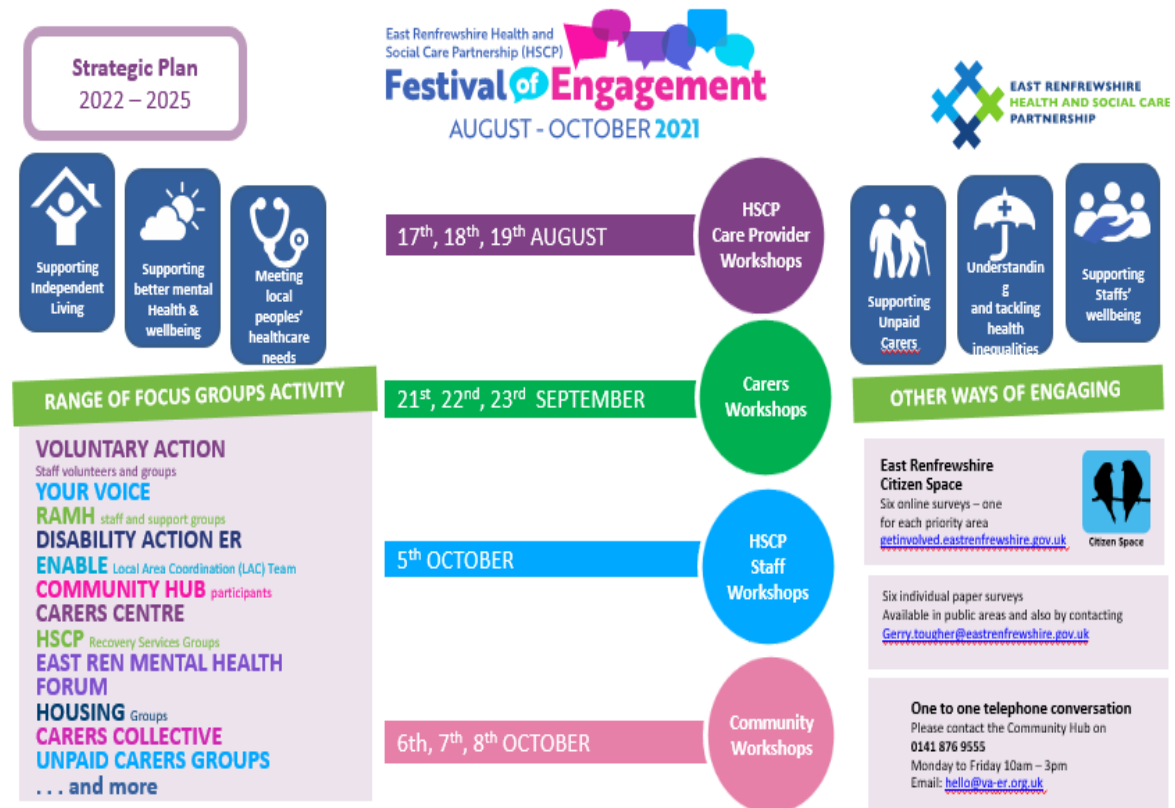 Strategic Plan
2022 – 2025
East Renfrewshire Health and
Social Care Partnership (HSCP)
Festival of Engagement
AUGUST - OCTOBER 2021
EAST RENFREWSHIRE
HEALTH AND SOCIAL CARE
PARTNERSHIP
Supporting
Independent
Living
Supporting
better mental
Health &
wellbeing
Meeting
local
peoples'
healthcare
needs
17th, 18th, 19th AUGUST
HSCP
Care Provider
Workshops
21st, 22nd, 23rd SEPTEMBER
Carers
Workshops
5th OCTOBER
HSCP
Staff
Workshops
6th, 7th, 8th OCTOBER
Community
Workshops
Supporting
Unpaid
Carers
Understandin
g
and tackling
health
inequalities
Supporting
Staffs'
wellbeing
RANGE OF FOCUS GROUPS ACTIVITY
VOLUNTARY ACTION
Staff volunteers and groups
YOUR VOICE
RAMH staff and support groups
DISABILITY ACTION ER
ENABLE Local Area Coordination (LAC) Team
COMMUNITY HUB participants
CARERS CENTRE
HSCP Recovery Services Groups
EAST REN MENTAL HEALTH
FORUM
HOUSING Groups
CARERS COLLECTIVE
UNPAID CARERS GROUPS
. . . and more
OTHER WAYS OF ENGAGING
East Renfrewshire
Citizen Space
Six online surveys – one
for each priority area
getinvolved.eastrenfrewshire.gov.uk
Citizen Space
Six individual paper surveys
Available in public areas and also by contacting
Gerry.tougher@eastrenfrewshire.gov.uk
One to one telephone conversation
Please contact the Community Hub on
0141 876 9555
Monday to Friday 10am – 3pm
Email: hello@va-er.org.uk